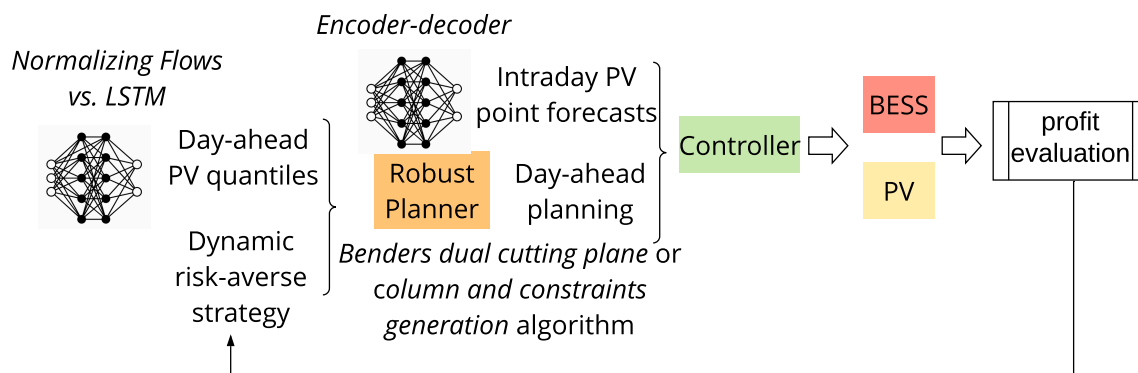 Normalizing Flows
vs. LSTM
Day-ahead
PV quantiles
Dynamic
risk-averse
strategy
Encoder-decoder
Robust
Planner
Intraday PV
point forecasts
Day-ahead
planning
Benders dual cutting plane or
column and constraints
generation algorithm
Controller
BESS
PV
profit
evaluation